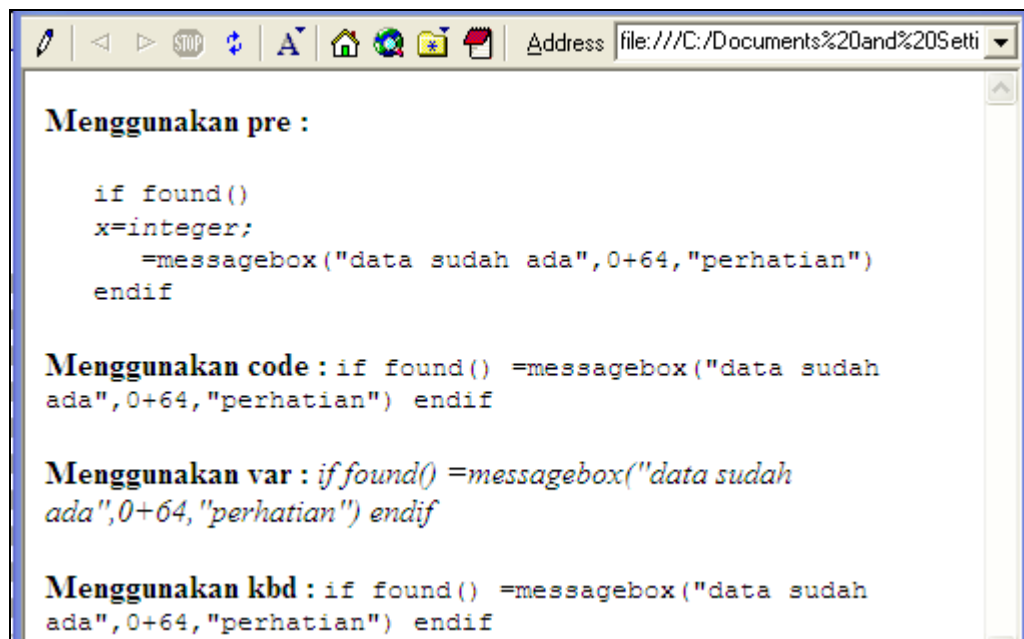 STOP A Address file:///C:/Documents%20and%20Setti
Menggunakan pre :
if found()
x=integer;
=messagebox("data sudah ada",0+64,"perhatian")
endif
Menggunakan code : if found() =messagebox("data sudah
ada",0+64,"perhatian") endif
Menggunakan var : if found() =messagebox("data sudah
ada",0+64,"perhatian") endif
Menggunakan kbd : if found() =messagebox("data sudah
ada",0+64,"perhatian") endif